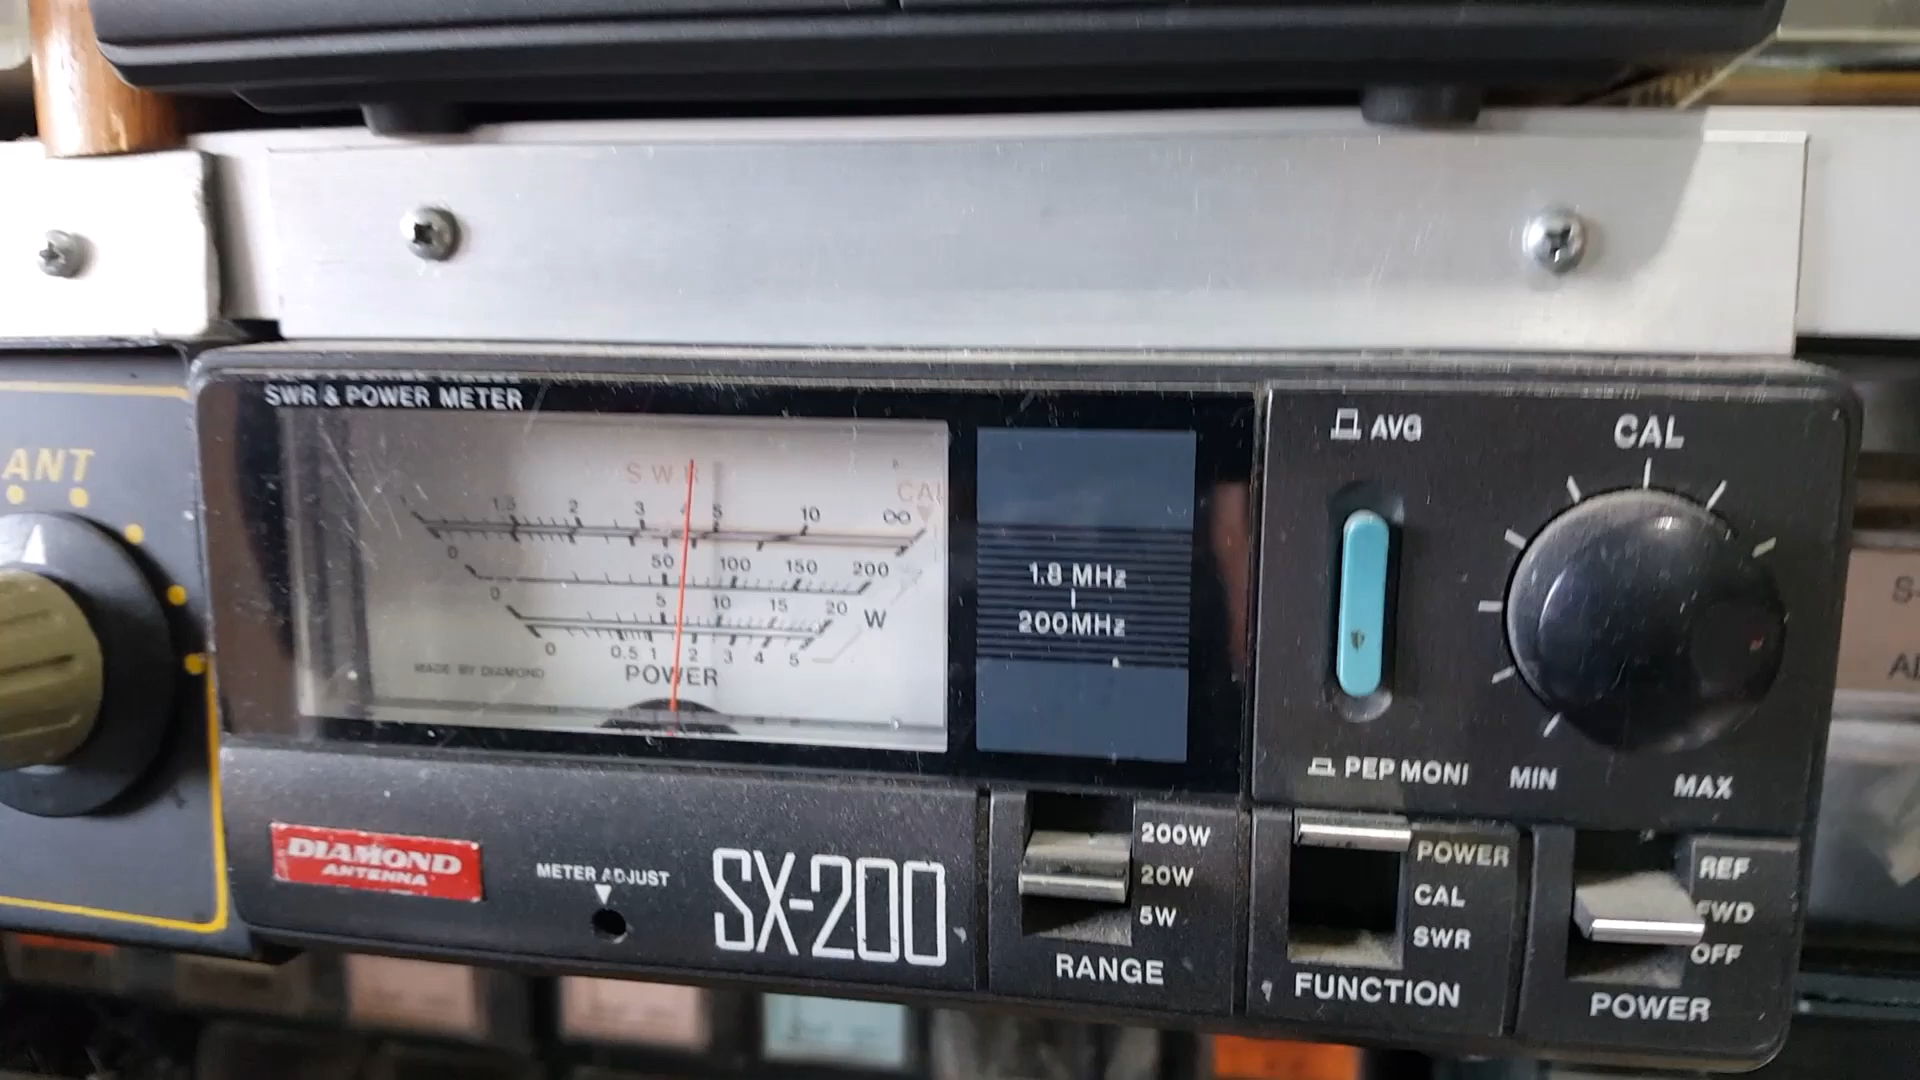 SWR & POWER METER
ANT
SWR
CAL
1.5 2 3 5 10 ∞
0
50 100 150 200
0
5 10 15 20
W
0 0.5 1 2 3 4 5
MADE BY DIAMOND
POWER
1.8 MHz
200MHz
AVG
PEP MONI
CAL
MIN
MAX
DIAMOND
ANTENNA
METER ADJUST
SX-200
200W
20W
5W
RANGE
POWER
CAL
SWR
FUNCTION
REF
FWD
OFF
POWER